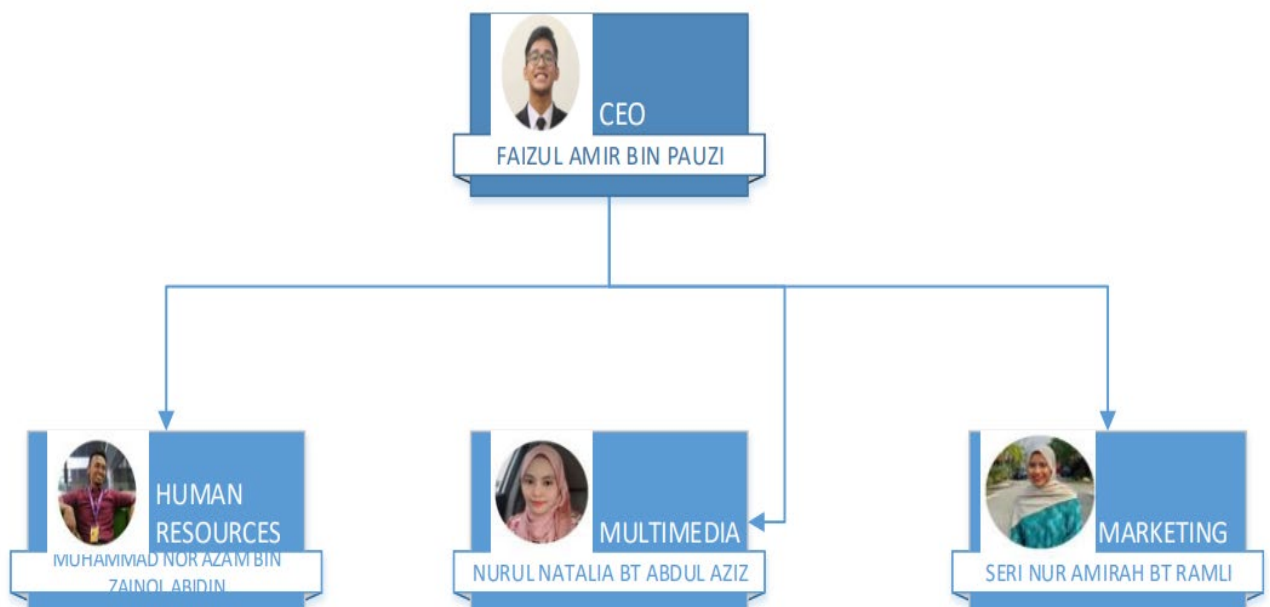 CEO
FAIZUL AMIR BIN PAUZI
HUMAN
RESOURCES
MUHAMMAD NOR AZAM BIN
ZAINOL ABIDIN
MULTIMEDIA
NURUL NATALIA BT ABDUL AZIZ
MARKETING
SERI NUR AMIRAH BT RAMLI